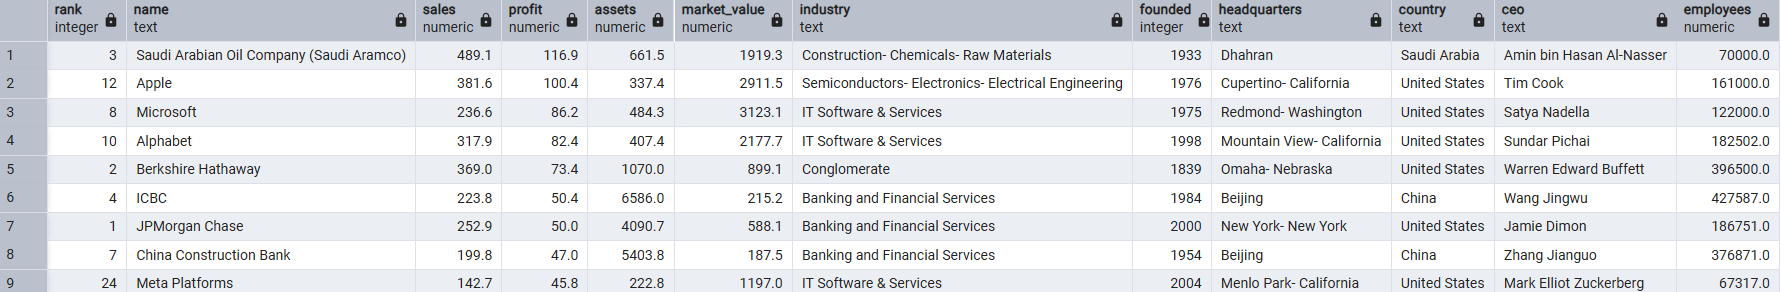 rank name sales profit assets market_value industry founded headquarters country ceo employees
integer text numeric numeric numeric numeric text integer text text text numeric
1 3 Saudi Arabian Oil Company (Saudi Aramco) 489.1 116.9 661.5 1919.3 Construction- Chemicals- Raw Materials 1933 Dhahran Saudi Arabia Amin bin Hasan Al-Nasser 70000.0
2 12 Apple 381.6 100.4 337.4 2911.5 Semiconductors- Electronics- Electrical Engineering 1976 Cupertino- California United States Tim Cook 161000.0
3 8 Microsoft 236.6 86.2 484.3 3123.1 IT Software & Services 1975 Redmond- Washington United States Satya Nadella 122000.0
4 10 Alphabet 317.9 82.4 407.4 2177.7 IT Software & Services 1998 Mountain View- California United States Sundar Pichai 182502.0
5 2 Berkshire Hathaway 369.0 73.4 1070.0 899.1 Conglomerate 1839 Omaha- Nebraska United States Warren Edward Buffett 396500.0
6 4 ICBC 223.8 50.4 6586.0 215.2 Banking and Financial Services 1984 Beijing China Wang Jingwu 427587.0
7 1 JPMorgan Chase 252.9 50.0 4090.7 588.1 Banking and Financial Services 2000 New York- New York United States Jamie Dimon 186751.0
8 7 China Construction Bank 199.8 47.0 5403.8 187.5 Banking and Financial Services 1954 Beijing China Zhang Jianguo 376871.0
9 24 Meta Platforms 142.7 45.8 222.8 1197.0 IT Software & Services 2004 Menlo Park- California United States Mark Elliot Zuckerberg 67317.0